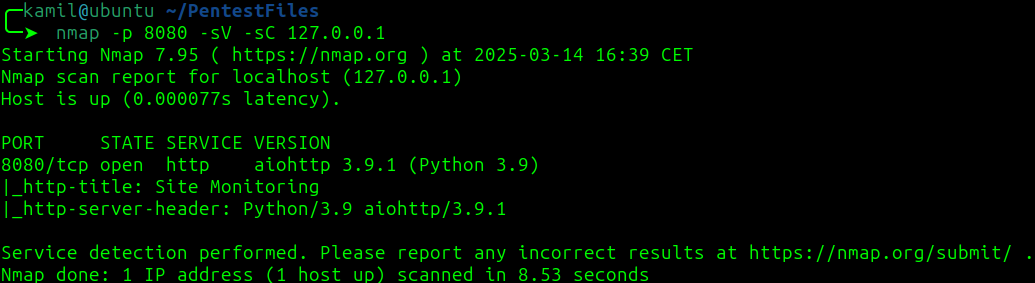 ╭─kamil@ubuntu ~/PentestFiles
╰─➤ nmap -p 8080 -sV -sC 127.0.0.1
Starting Nmap 7.95 ( https://nmap.org ) at 2025-03-14 16:39 CET
Nmap scan report for localhost (127.0.0.1)
Host is up (0.000077s latency).

PORT     STATE SERVICE VERSION
8080/tcp open  http    aiohttp 3.9.1 (Python 3.9)
|_http-title: Site Monitoring
|_http-server-header: Python/3.9 aiohttp/3.9.1

Service detection performed. Please report any incorrect results at https://nmap.org/submit/ .
Nmap done: 1 IP address (1 host up) scanned in 8.53 seconds